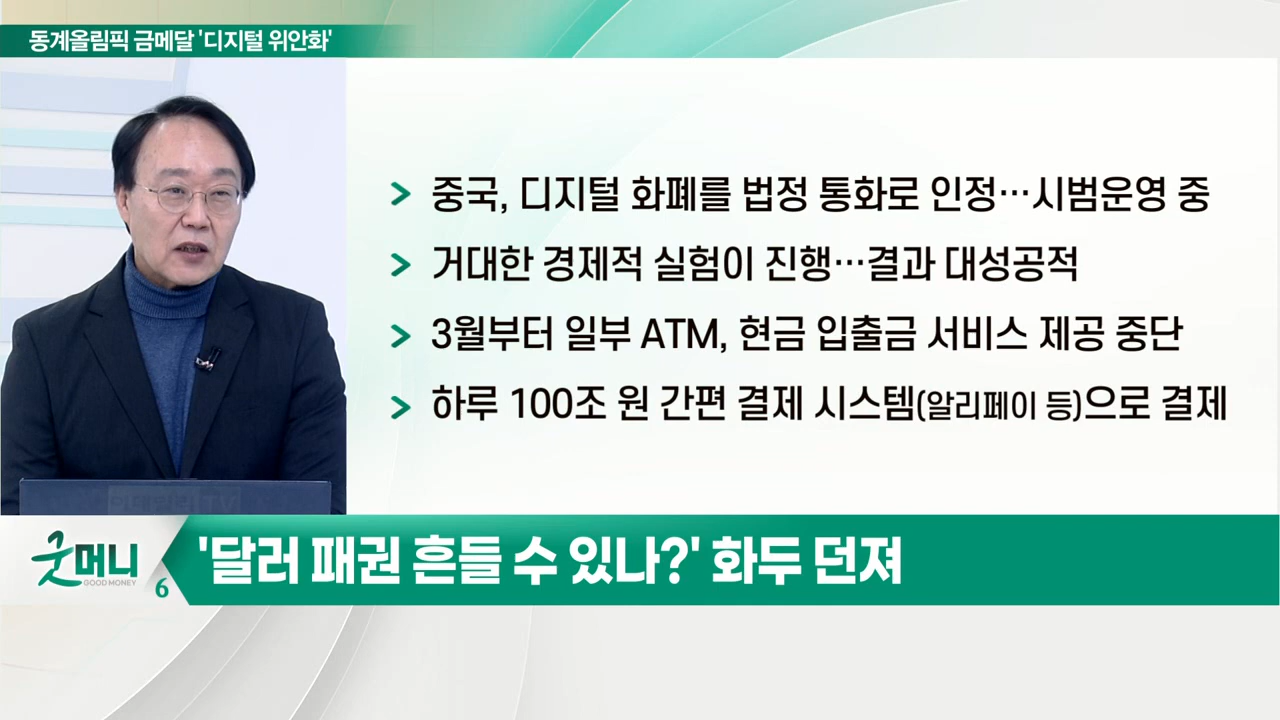 동계올림픽 금메달 '디지털 위안화'
> 중국, 디지털 화폐를 법정 통화로 인정…시범운영 중
> 거대한 경제적 실험이 진행…결과 대성공적
> 3월부터 일부 ATM, 현금 입출금 서비스 제공 중단
> 하루 100조 원 간편 결제 시스템(알리페이 등)으로 결제
이데일리 TV
굿머니
GOOD MONEY
6
'달러 패권 흔들 수 있나?' 화두 던져